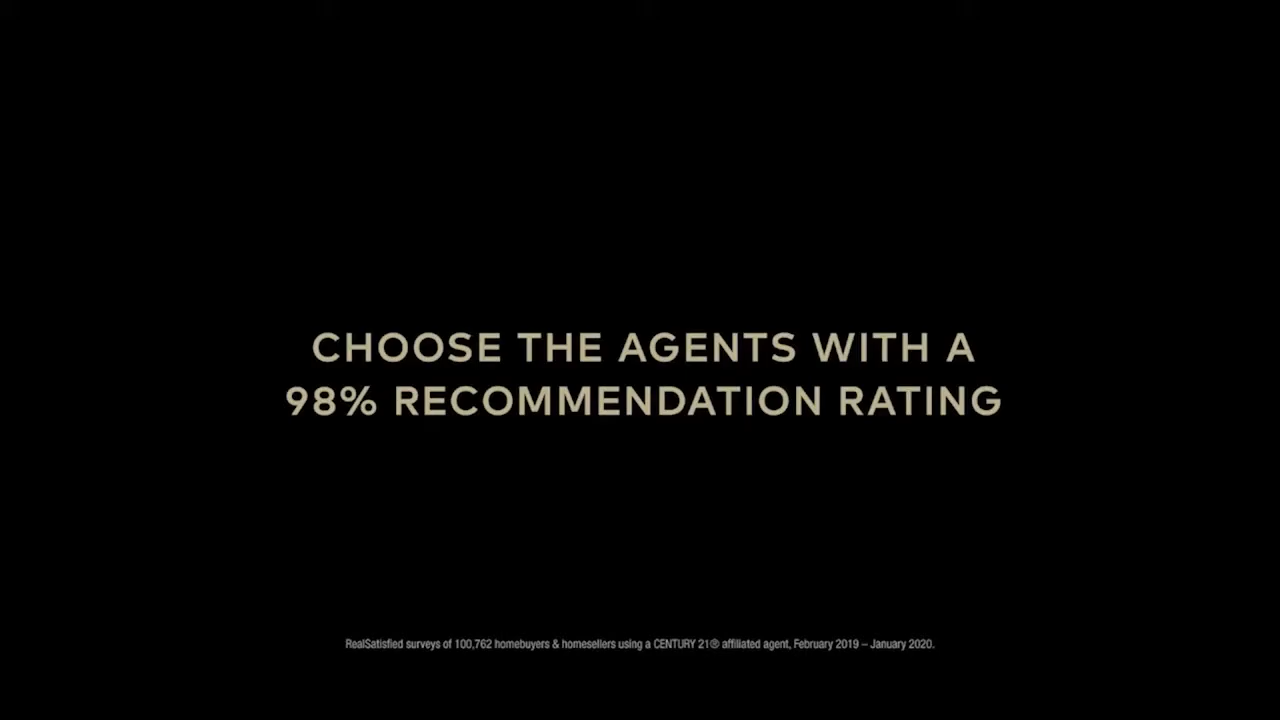 CHOOSE THE AGENTS WITH A
98% RECOMMENDATION RATING
RealSatisfied surveys of 100,762 homebuyers & homesellers using a CENTURY 21® affiliated agent, February 2019 – January 2020.